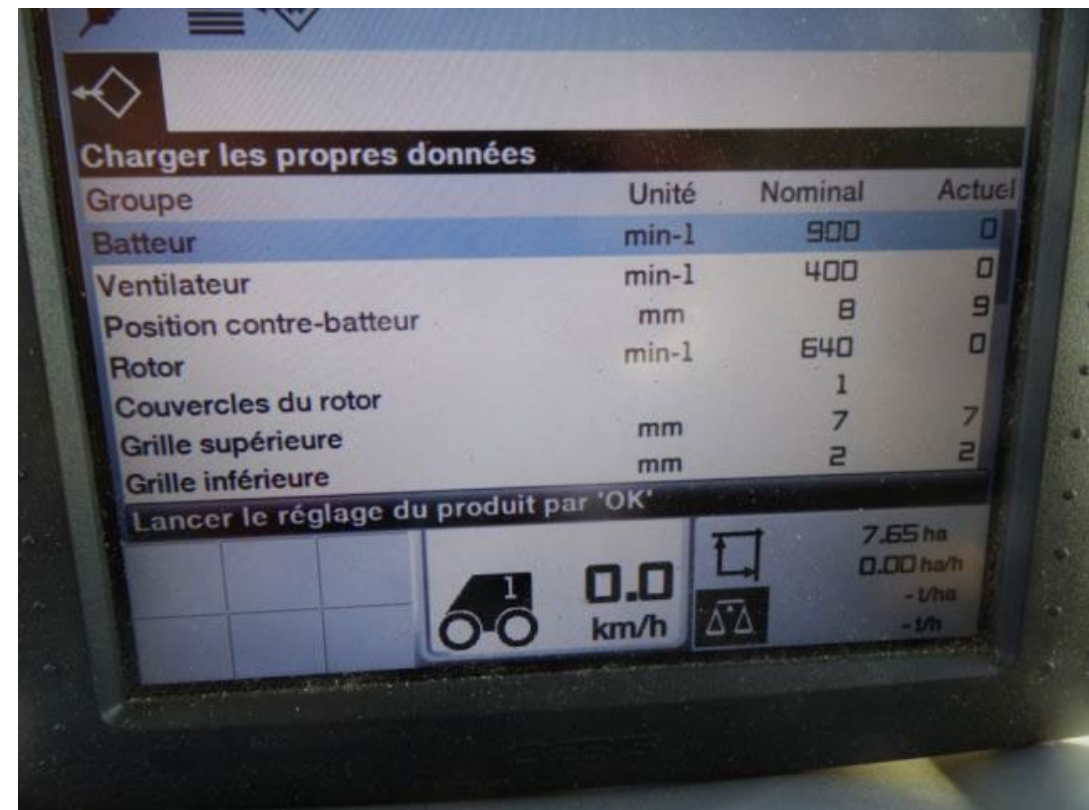 Charger les propres données
Groupe Unité Nominal Actuel
Batteur min-1 900 0
Ventilateur min-1 400 0
Position contre-batteur mm 8 9
Rotor min-1 640 0
Couvercles du rotor 1
Grille supérieure mm 7 7
Grille inférieure mm 2 2
Lancer le réglage du produit par 'OK'
1 0.0 km/h
7.65 ha
0.00 ha/h
- t/ha
- t/h